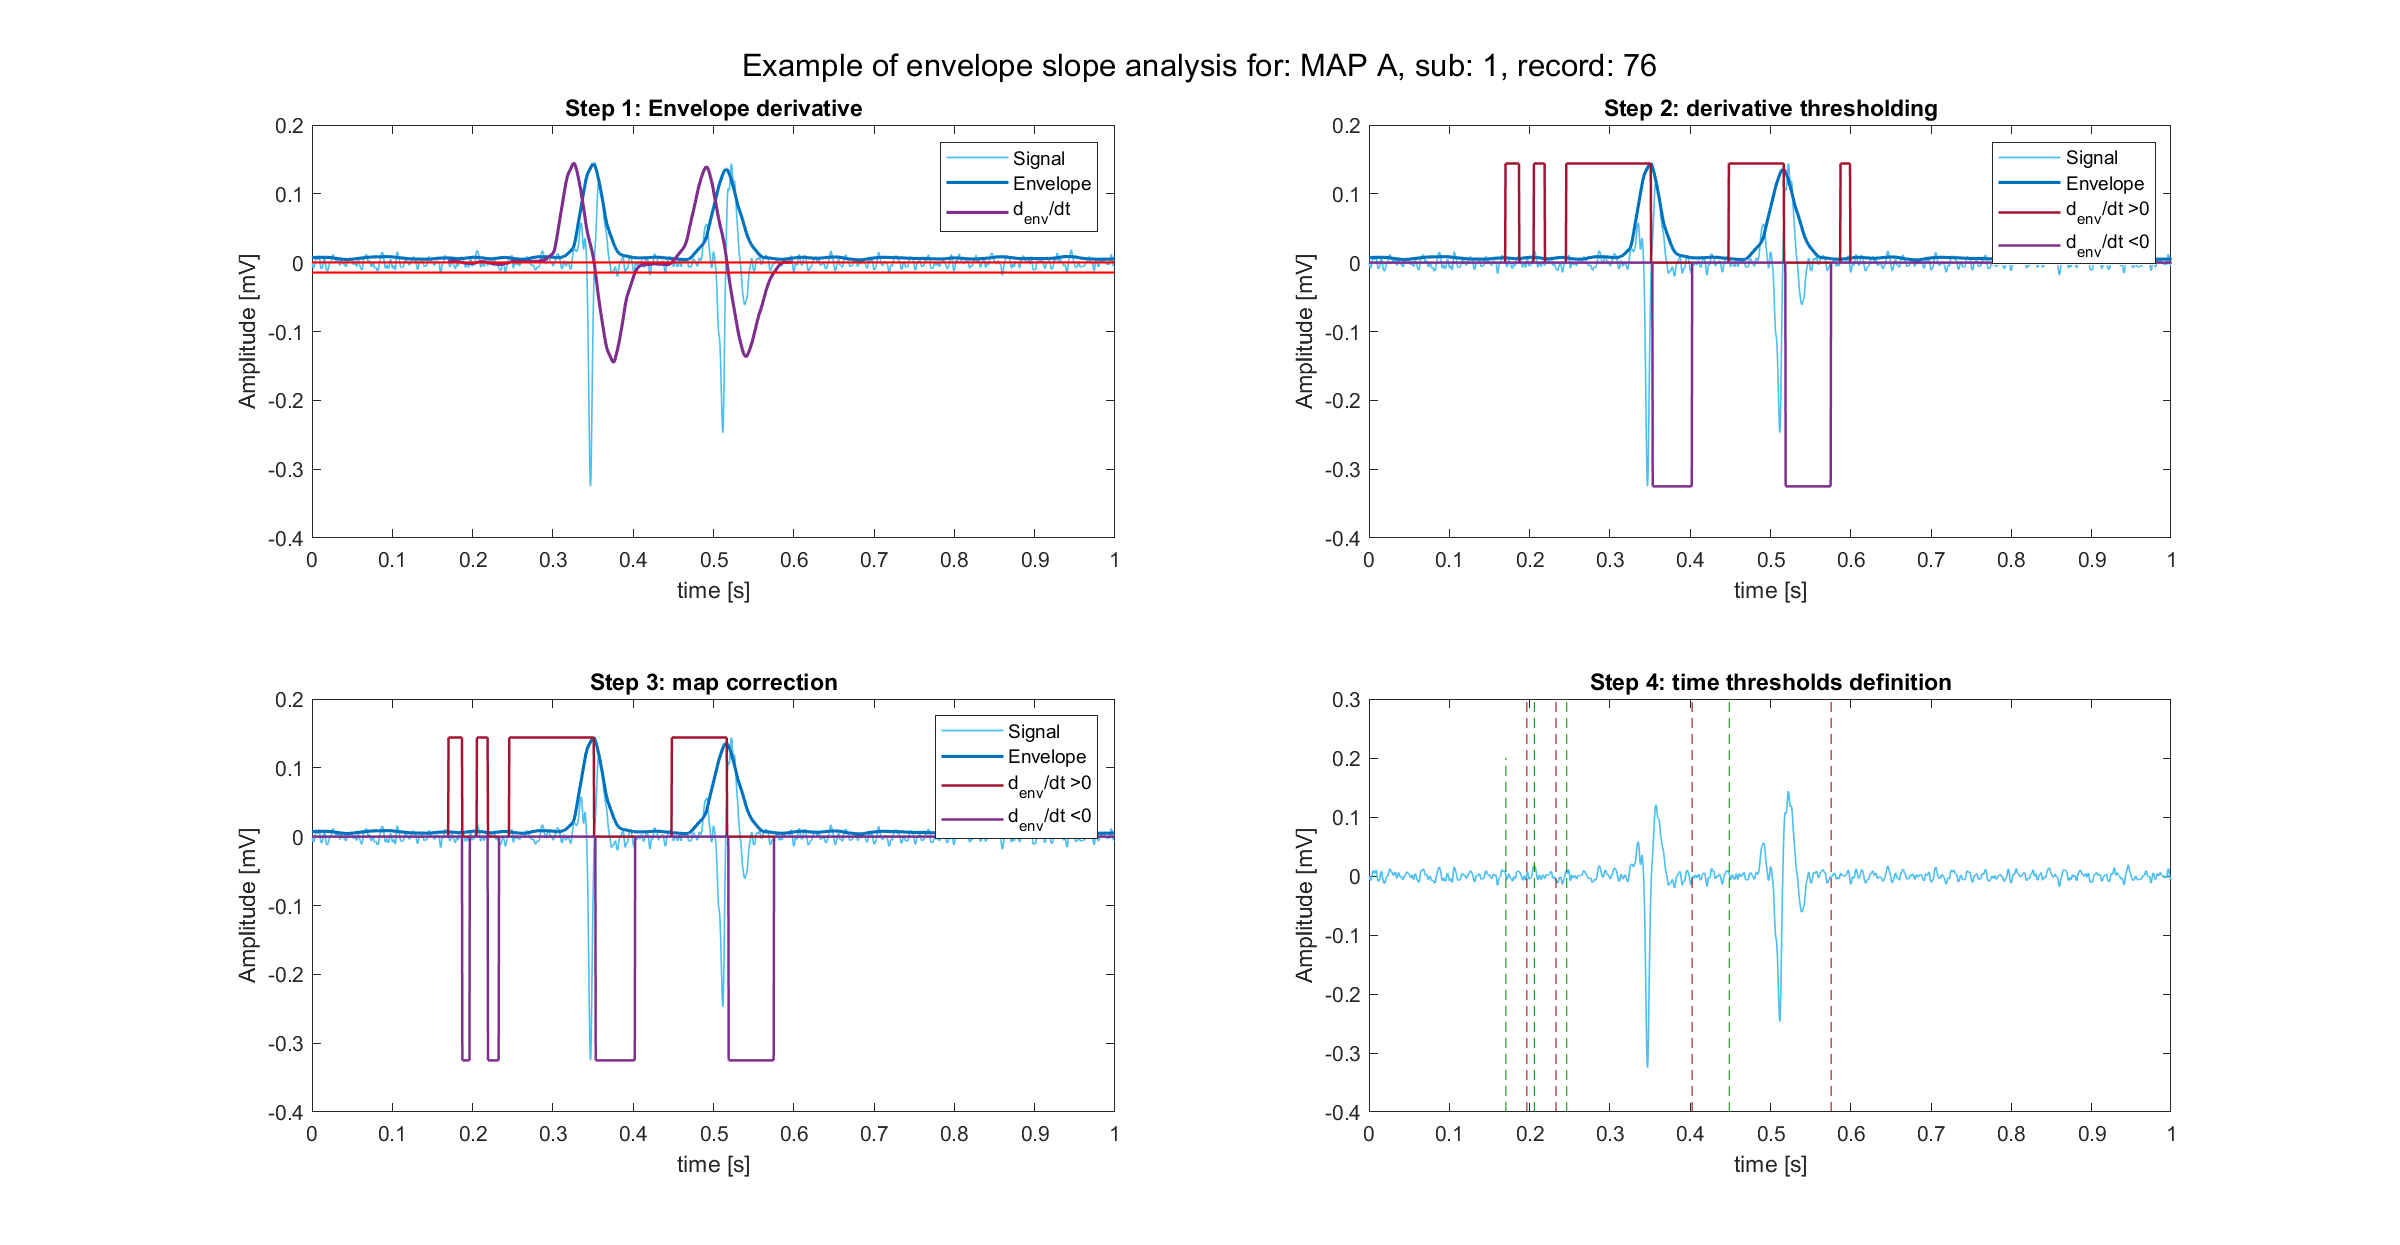 Example of envelope slope analysis for: MAP A, sub: 1, record: 76
Step 1: Envelope derivative
0.2
0.1
0
-0.1
-0.2
-0.3
-0.4
Amplitude [mV]
0 0.1 0.2 0.3 0.4 0.5 0.6 0.7 0.8 0.9 1
time [s]
Signal
Envelope
d_env/dt
Step 2: derivative thresholding
0.2
0.1
0
-0.1
-0.2
-0.3
-0.4
Amplitude [mV]
0 0.1 0.2 0.3 0.4 0.5 0.6 0.7 0.8 0.9 1
time [s]
Signal
Envelope
d_env/dt >0
d_env/dt <0
Step 3: map correction
0.2
0.1
0
-0.1
-0.2
-0.3
-0.4
Amplitude [mV]
0 0.1 0.2 0.3 0.4 0.5 0.6 0.7 0.8 0.9 1
time [s]
Signal
Envelope
d_env/dt >0
d_env/dt <0
Step 4: time thresholds definition
0.3
0.2
0.1
0
-0.1
-0.2
-0.3
-0.4
Amplitude [mV]
0 0.1 0.2 0.3 0.4 0.5 0.6 0.7 0.8 0.9 1
time [s]